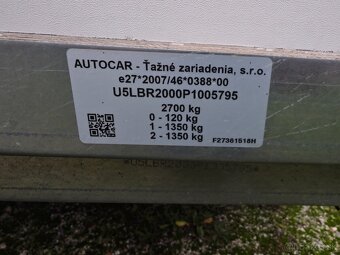 AUTOCAR - Ťažné zariadenia, s.r.o.
e27*2007/46*0388*00
U5LBR2000P1005795
2700 kg
0 - 120 kg
1 - 1350 kg
2 - 1350 kg
F27361518H